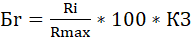 Бг = Ri / Rmax * 100 * КЗ